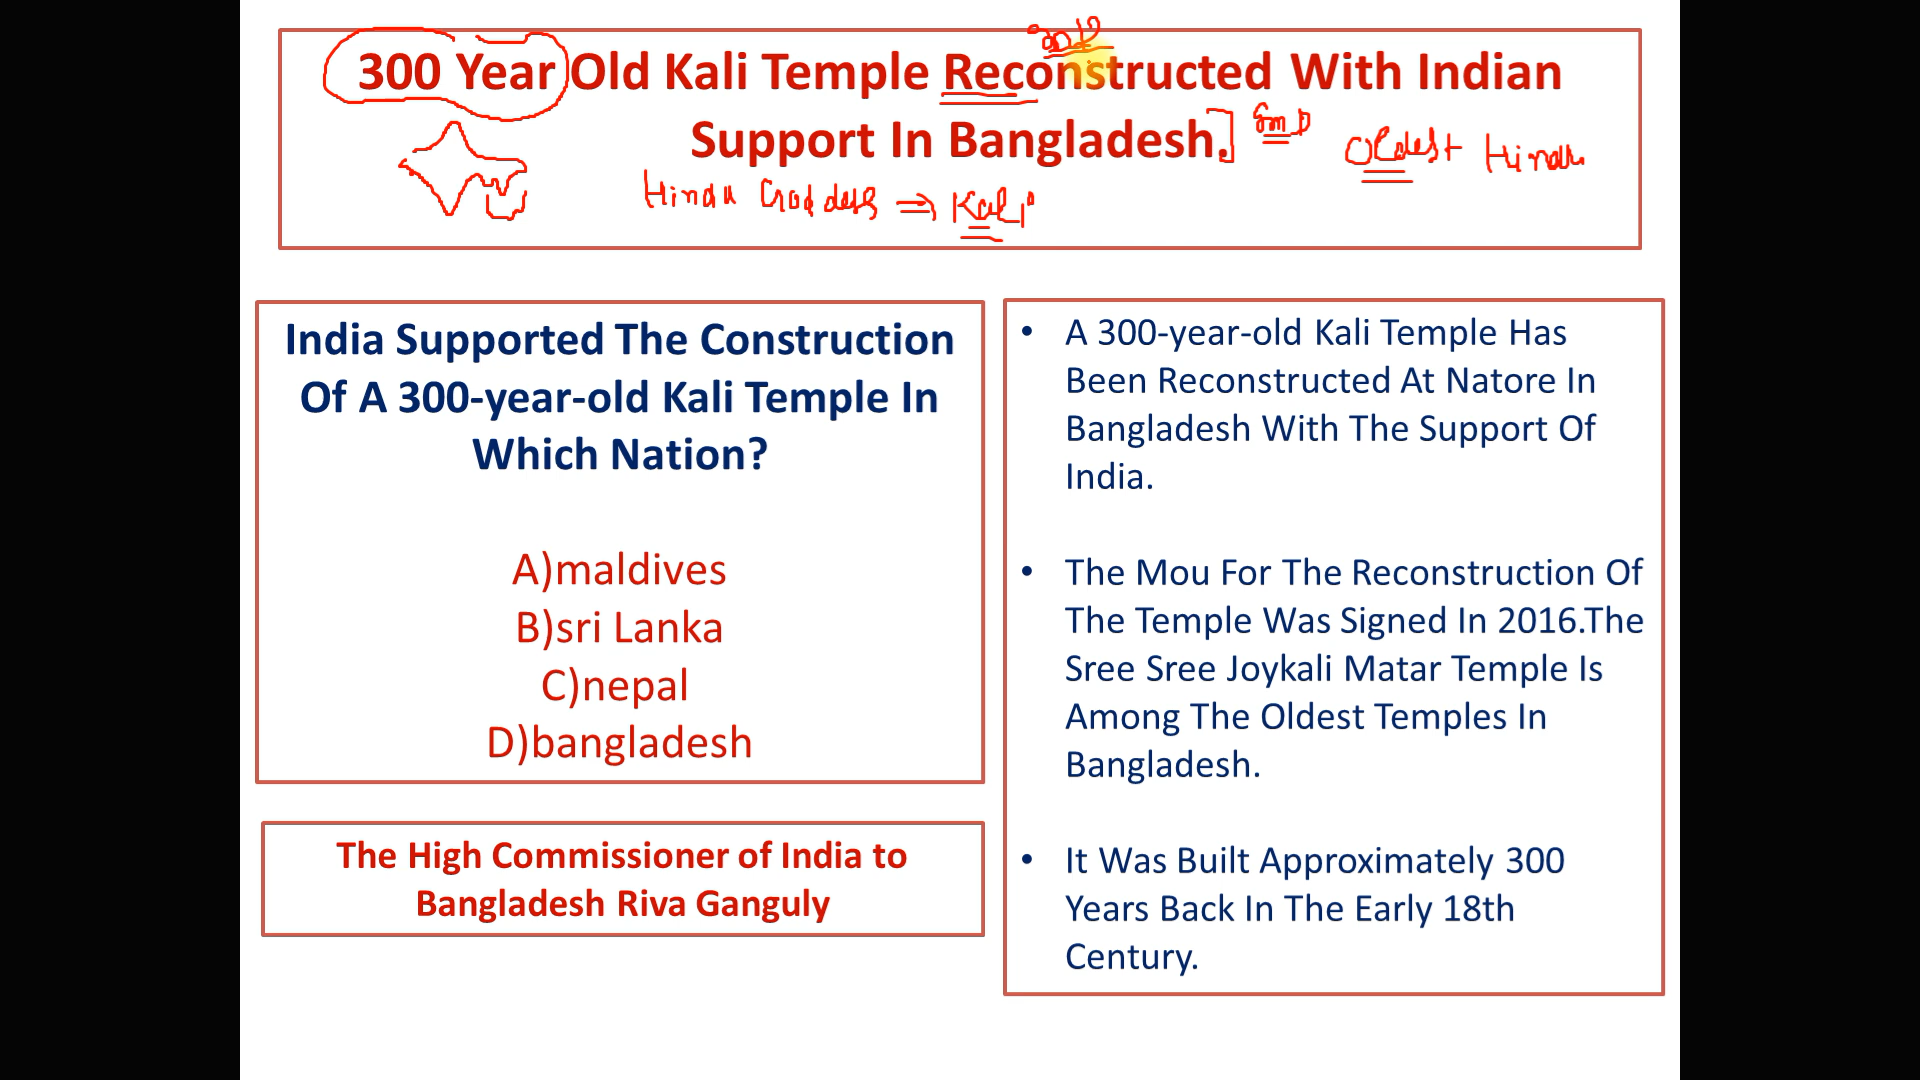 300 Year Old Kali Temple Reconstructed With Indian
Support In Bangladesh.
Oldest Hindu
Hindu Goddess ⇒ Kali
India Supported The Construction
Of A 300-year-old Kali Temple In
Which Nation?
A)maldives
B)sri Lanka
C)nepal
D)bangladesh
The High Commissioner of India to
Bangladesh Riva Ganguly
• A 300-year-old Kali Temple Has
Been Reconstructed At Natore In
Bangladesh With The Support Of
India.
• The Mou For The Reconstruction Of
The Temple Was Signed In 2016.The
Sree Sree Joykali Matar Temple Is
Among The Oldest Temples In
Bangladesh.
• It Was Built Approximately 300
Years Back In The Early 18th
Century.